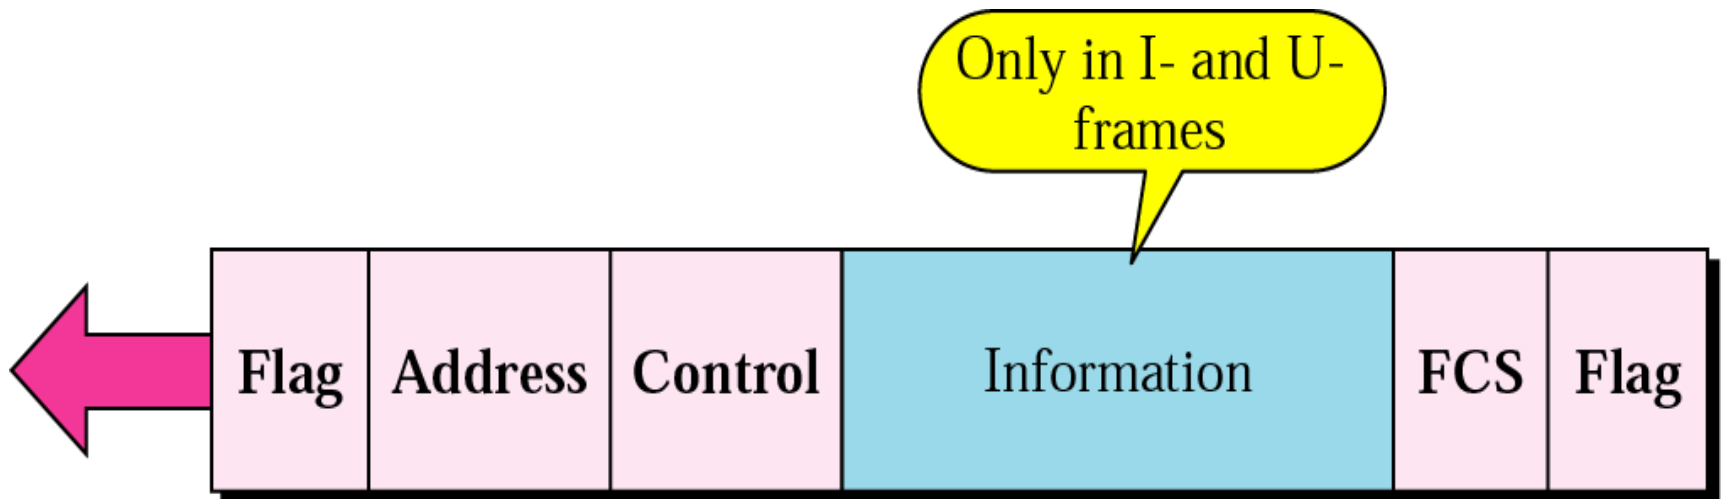 Only in I- and U-
frames
Flag Address Control Information FCS Flag